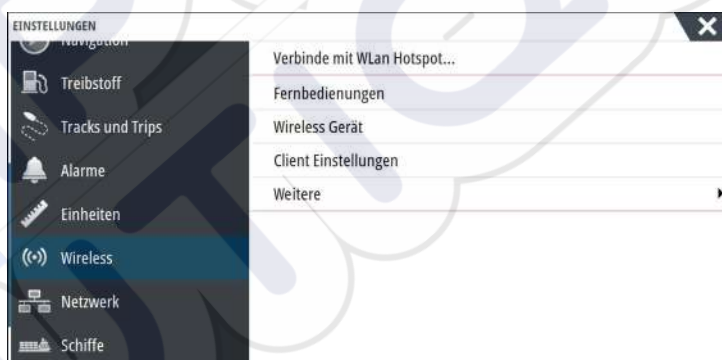 EINSTELLUNGEN
Navigation
Treibstoff
Tracks und Trips
Alarme
Einheiten
Wireless
Netzwerk
Schiffe
Verbinde mit WLan Hotspot...
Fernbedienungen
Wireless Gerät
Client Einstellungen
Weitere